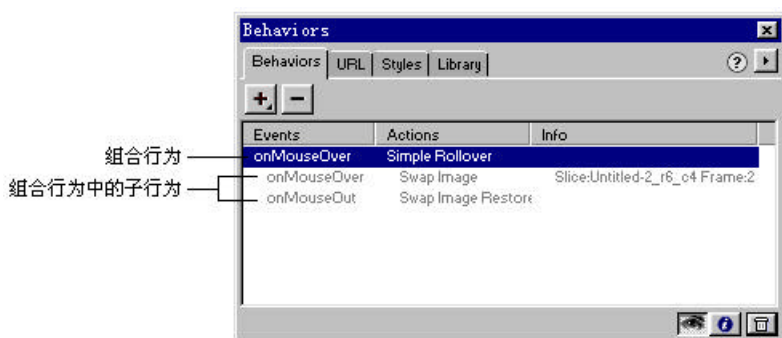 Behaviors
Behaviors URL Styles Library
Events Actions Info
组合行为 onMouseOver Simple Rollover
组合行为中的子行为
onMouseOver Swap Image Slice:Untitled-2_r6_c4 Frame:2
onMouseOut Swap Image Restore